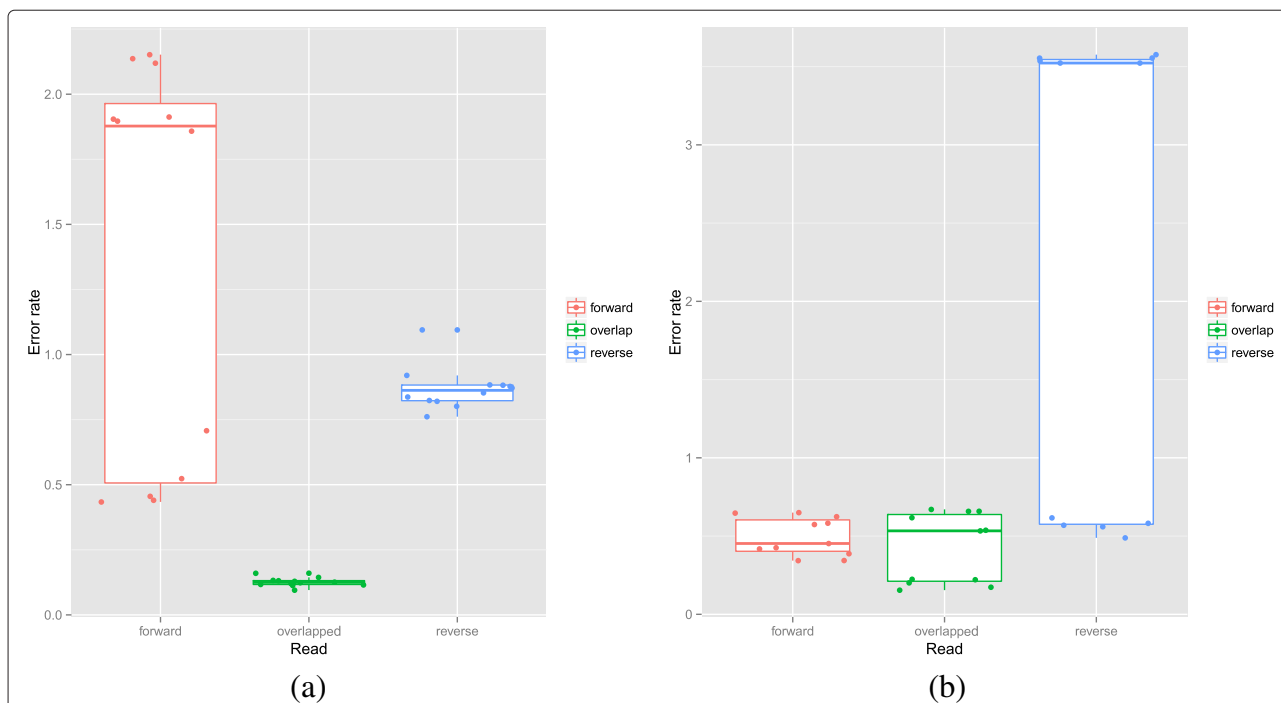 2.0
1.5
1.0
0.5
0.0
Error rate
forward
overlapped
reverse
Read
forward
overlap
reverse
(a)
3
2
1
0
Error rate
forward
overlapped
reverse
Read
forward
overlap
reverse
(b)